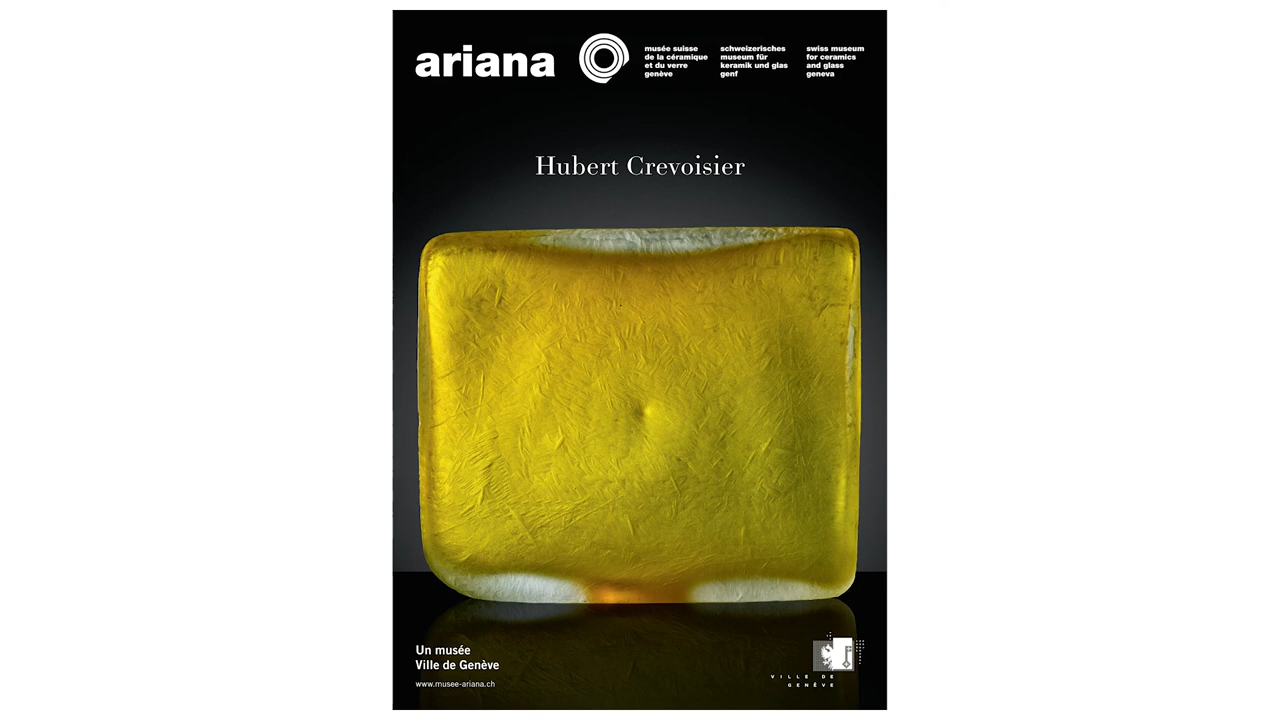 ariana
musée suisse
de la céramique
et du verre
genève
schweizerisches
museum für
keramik und glas
genf
swiss museum
for ceramics
and glass
geneva
Hubert Crevoisier
Un musée
Ville de Genève
www.musee-ariana.ch
VILLE DE
GENÈVE